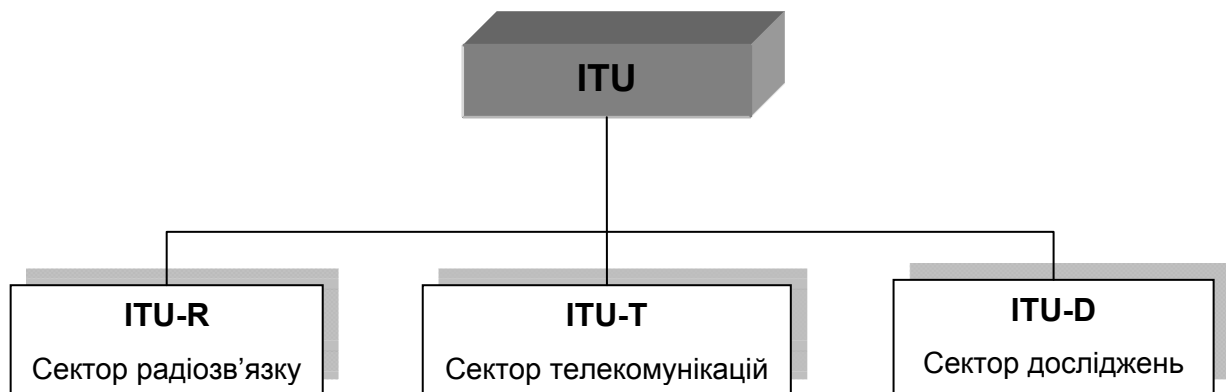 ITU
ITU-R
Сектор радіозв’язку
ITU-T
Сектор телекомунікацій
ITU-D
Сектор досліджень